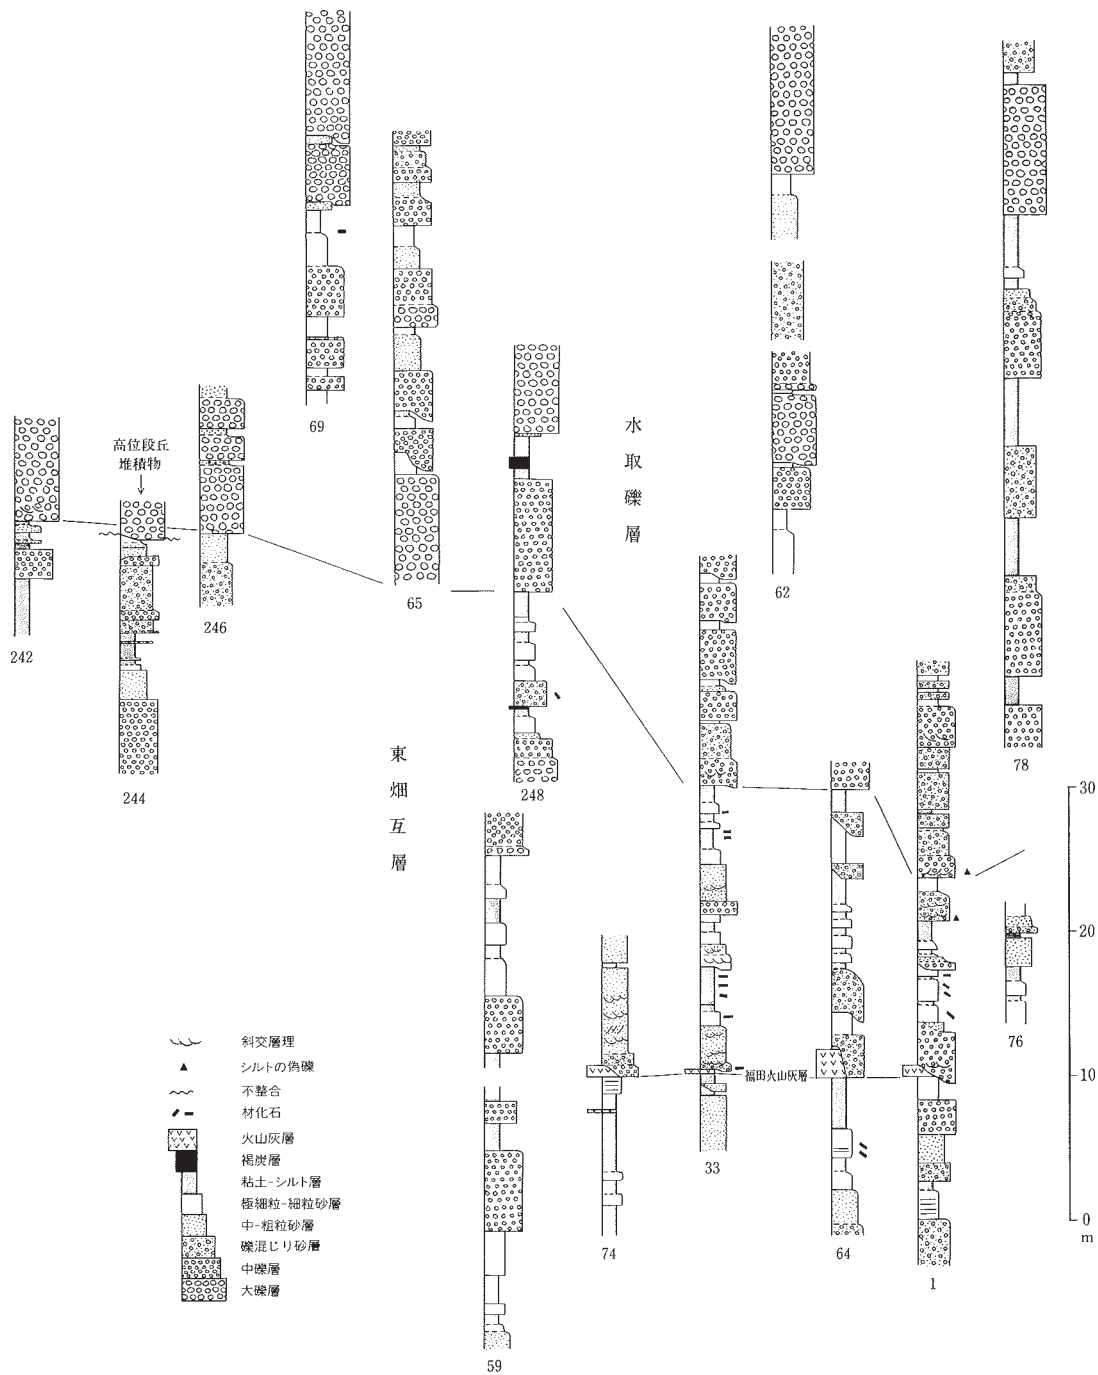 69
水取礫層
高位段丘
堆積物
62
65
246
242
78
東畑互層
244
248
30
20
76
斜交層理
シルトの偽礫
福田火山灰層
10
不整合
材化石
火山灰層
褐炭層
33
粘土-シルト層
極細粒-細粒砂層
中-粗粒砂層
0
m
礫混じり砂層
74
64
中礫層
1
大礫層
59